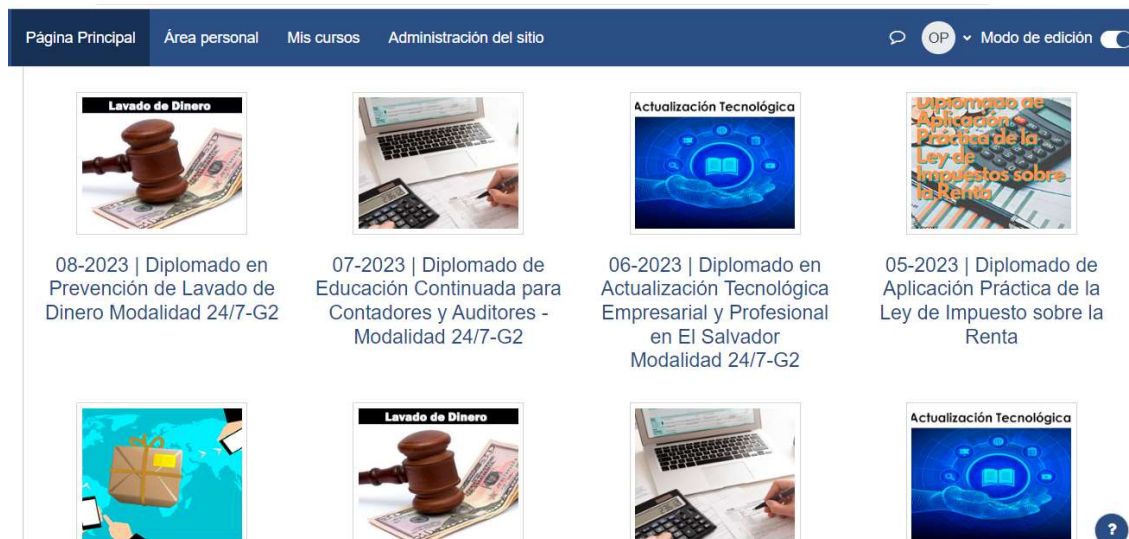 Página Principal Área personal Mis cursos Administración del sitio OP Modo de edición
Lavado de Dinero
Actualización Tecnológica
Diplomado de
Aplicación
Práctica de la
Ley de
Impuestos sobre
la Renta
08-2023 | Diplomado en
Prevención de Lavado de
Dinero Modalidad 24/7-G2
07-2023 | Diplomado de
Educación Continuada para
Contadores y Auditores -
Modalidad 24/7-G2
06-2023 | Diplomado en
Actualización Tecnológica
Empresarial y Profesional
en El Salvador
Modalidad 24/7-G2
05-2023 | Diplomado de
Aplicación Práctica de la
Ley de Impuesto sobre la
Renta
Lavado de Dinero
Actualización Tecnológica
?